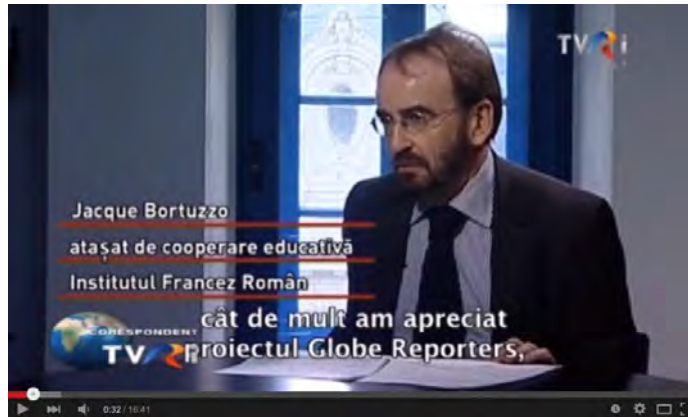 TVRi
Jacque Bortuzzo
atașat de cooperare educativă
Institutul Francez Român
CORESPONDENT
TVRi
cât de mult am apreciat
proiectul Globe Reporters,
0:32 / 16:41